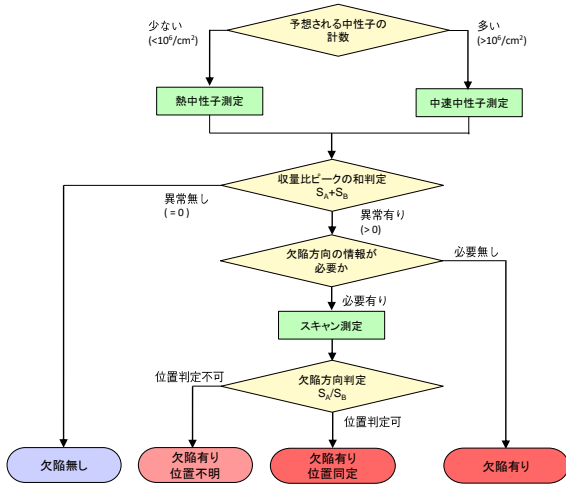 予想される中性子の
計数
少ない
(<10⁶/cm²)
多い
(>10⁶/cm²)
熱中性子測定
中速中性子測定
収量比ピークの和判定
S_A+S_B
異常無し
( = 0 )
異常有り
(> 0)
欠陥方向の情報が
必要か
必要無し
必要有り
スキャン測定
欠陥方向判定
S_A/S_B
位置判定不可
位置判定可
欠陥無し
欠陥有り
位置不明
欠陥有り
位置同定
欠陥有り